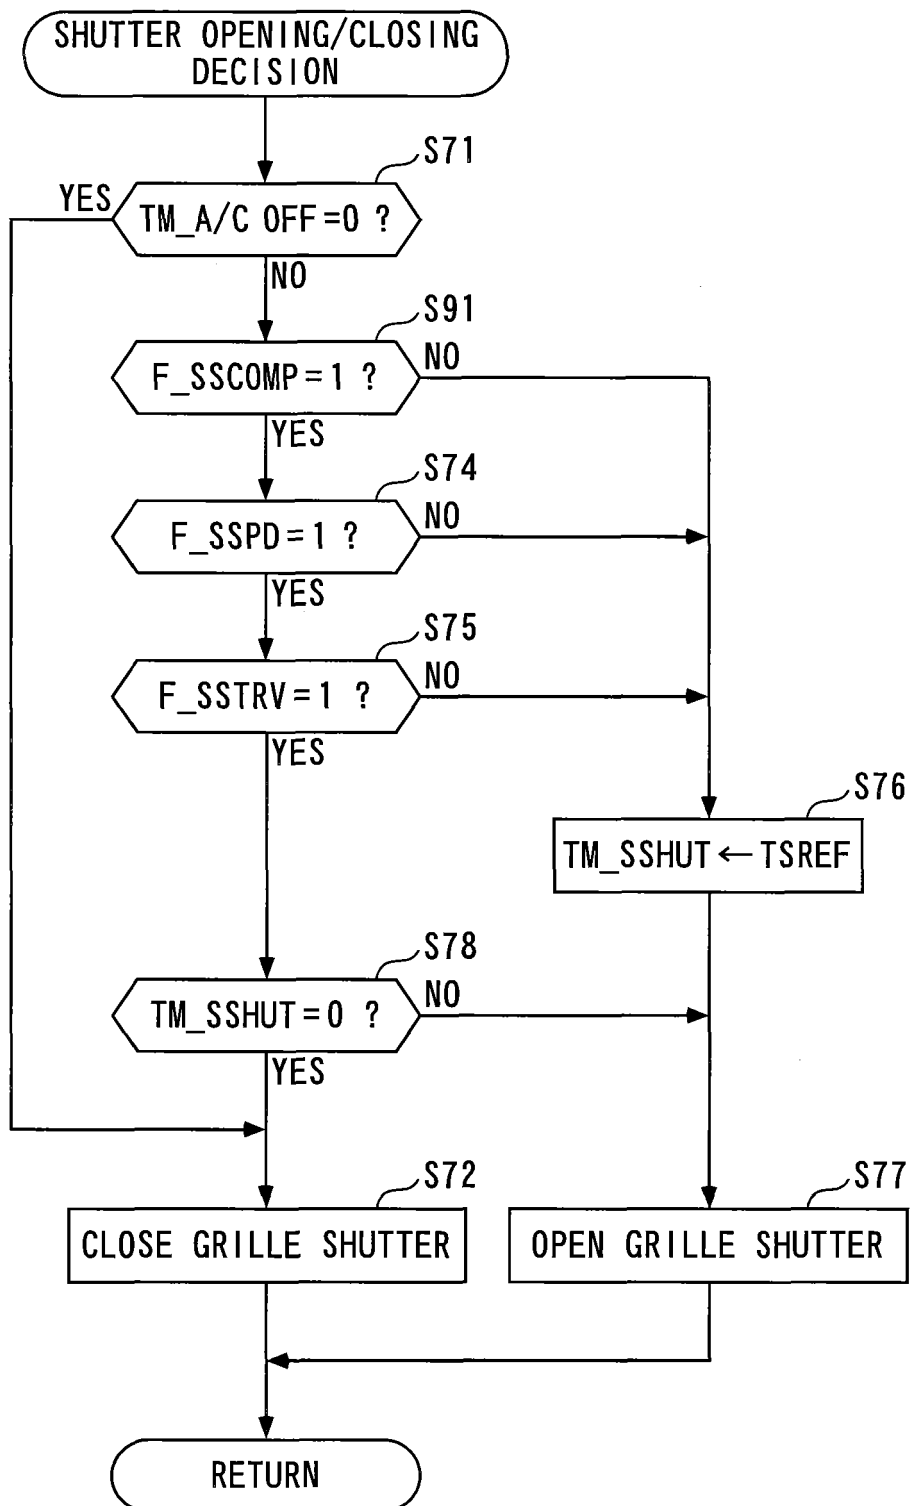 SHUTTER OPENING/CLOSING
DECISION
S71
YES
TM_A/C OFF=0 ?
NO
S91
F_SSCOMP=1 ?
NO
YES
S74
F_SSPD=1 ?
NO
YES
S75
F_SSTRV=1 ?
NO
YES
S76
TM_SSHUT←TSREF
S78
TM_SSHUT=0 ?
NO
YES
S72
CLOSE GRILLE SHUTTER
S77
OPEN GRILLE SHUTTER
RETURN